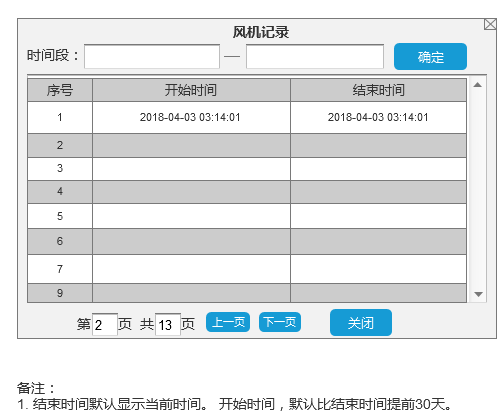 风机记录
时间段： — 确定
序号 开始时间 结束时间
1 2018-04-03 03:14:01 2018-04-03 03:14:01
2
3
4
5
6
7
9
第2页 共13页 上一页 下一页 关闭
备注：
1. 结束时间默认显示当前时间。 开始时间，默认比结束时间提前30天。